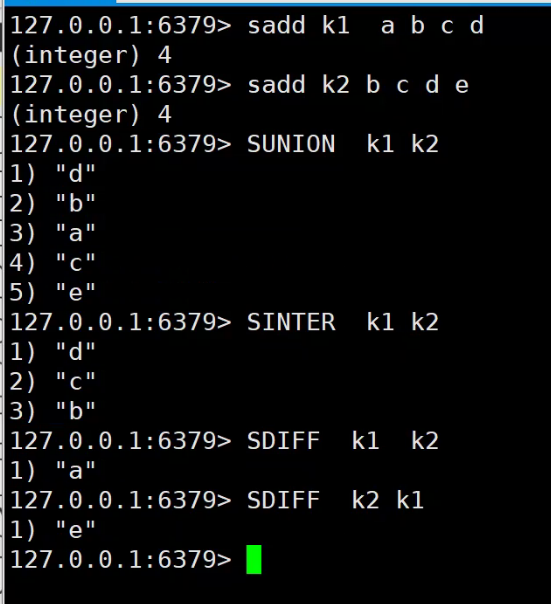 127.0.0.1:6379> sadd k1  a b c d
(integer) 4
127.0.0.1:6379> sadd k2 b c d e
(integer) 4
127.0.0.1:6379> SUNION  k1 k2
1) "d"
2) "b"
3) "a"
4) "c"
5) "e"
127.0.0.1:6379> SINTER  k1 k2
1) "d"
2) "c"
3) "b"
127.0.0.1:6379> SDIFF  k1  k2
1) "a"
127.0.0.1:6379> SDIFF  k2 k1
1) "e"
127.0.0.1:6379>